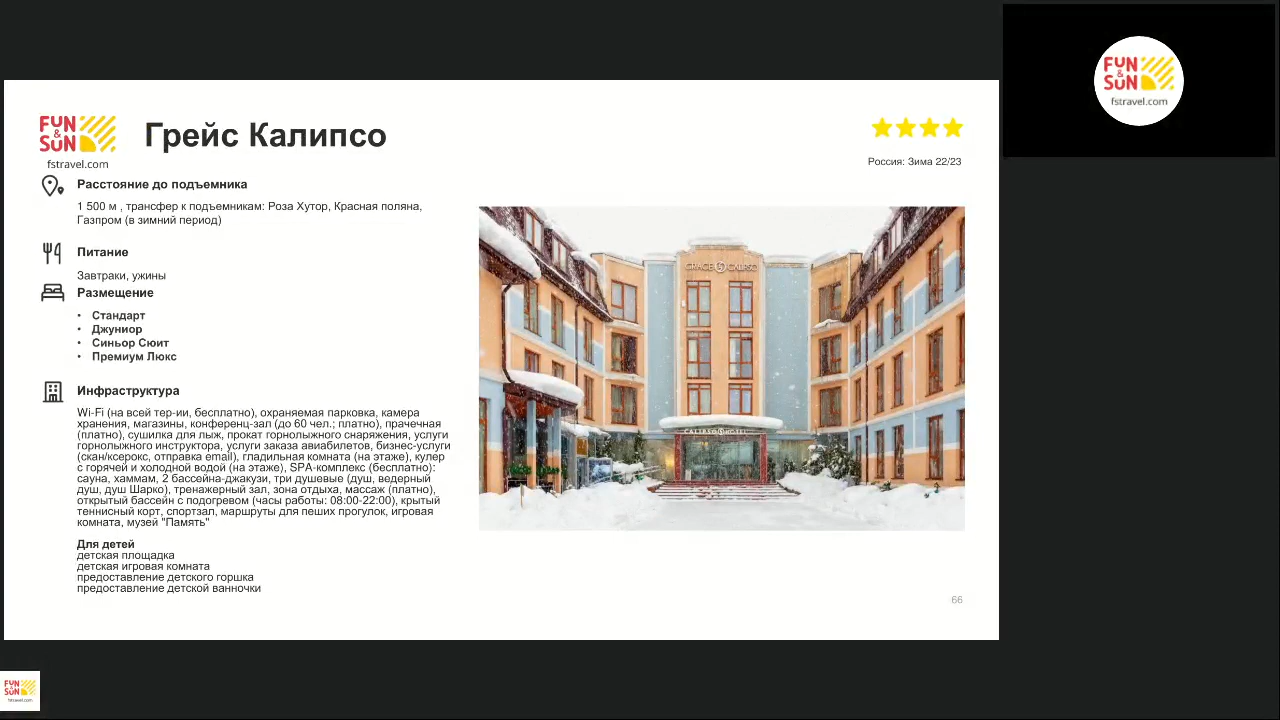 FUN
&
SUN
fstravel.com
Грейс Калипсо
Россия: Зима 22/23
Расстояние до подъемника
1 500 м , трансфер к подъемникам: Роза Хутор, Красная поляна,
Газпром (в зимний период)
Питание
Завтраки, ужины
Размещение
• Стандарт
• Джуниор
• Синьор Сюит
• Премиум Люкс
Инфраструктура
Wi-Fi (на всей тер-ии, бесплатно), охраняемая парковка, камера
хранения, магазины, конференц-зал (до 60 чел.; платно), прачечная
(платно), сушилка для лыж, прокат горнолыжного снаряжения, услуги
горнолыжного инструктора, услуги заказа авиабилетов, бизнес-услуги
(скан/ксерокс, отправка email), гладильная комната (на этаже), кулер
с горячей и холодной водой (на этаже), SPA-комплекс (бесплатно):
сауна, хаммам, 2 бассейна-джакузи, три душевые (душ, ведерный
душ, душ Шарко), тренажерный зал, зона отдыха, массаж (платно),
открытый бассейн с подогревом (часы работы: 08:00-22:00), крытый
теннисный корт, спортзал, маршруты для пеших прогулок, игровая
комната, музей "Память"
Для детей
детская площадка
детская игровая комната
предоставление детского горшка
предоставление детской ванночки
GRACE CALIPSO
CALIPSO HOTEL
66
FUN
&
SUN
fstravel.com
FUN
&
SUN
fstravel.com